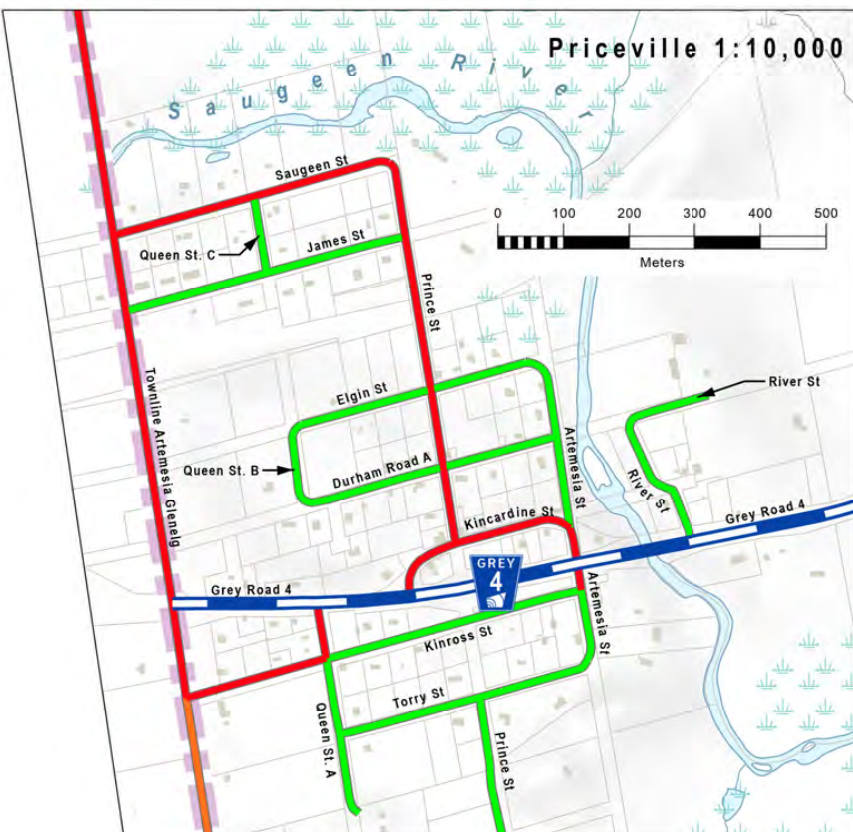 Priceville 1:10,000
Saugeen River
Saugeen St
0 100 200 300 400 500
Meters
Queen St. C
James St
Prince St
Townline Artemesia Glenelg
Elgin St
River St
Queen St. B
Durham Road A
Artemesia St
River St
Kincardine St
Grey Road 4
GREY
4
Grey Road 4
Artemesia St
Kinross St
Torry St
Queen St. A
Prince St